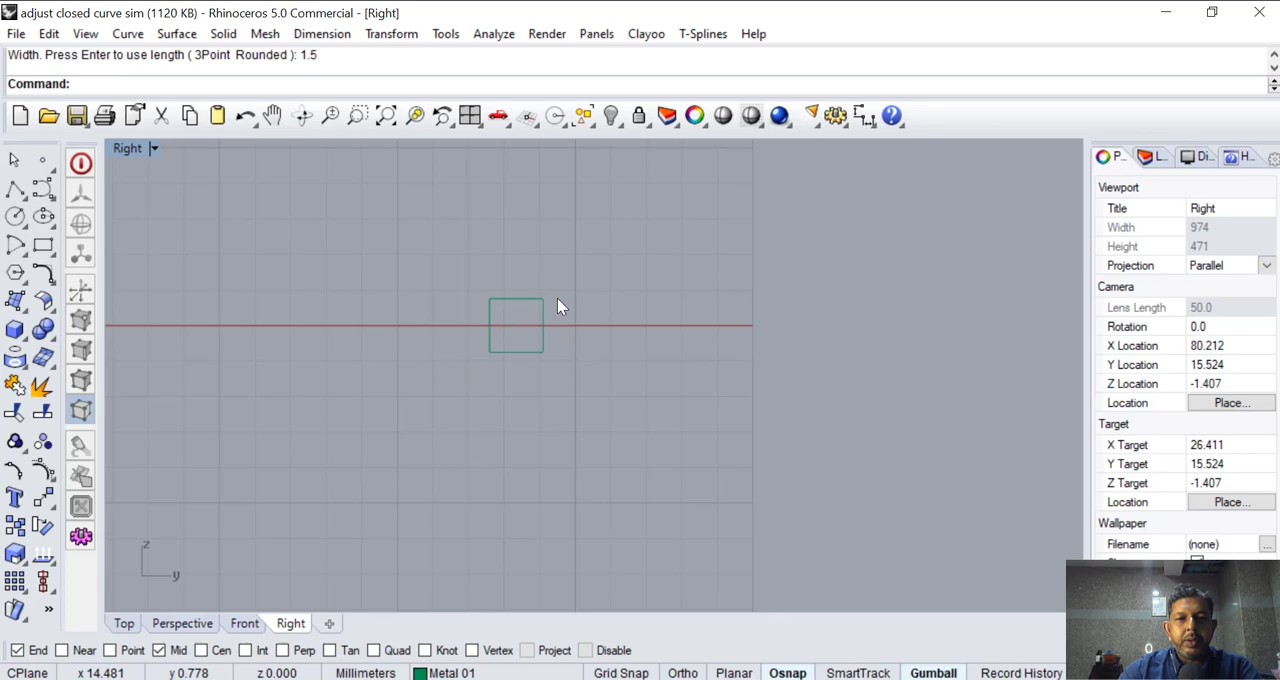 adjust closed curve sim (1120 KB) - Rhinoceros 5.0 Commercial - [Right]
File Edit View Curve Surface Solid Mesh Dimension Transform Tools Analyze Render Panels Clayoo T-Splines Help
Width. Press Enter to use length ( 3Point Rounded ): 1.5
Command:
Right
P... L... Di... H...
Viewport
Title Right
Width 974
Height 471
Projection Parallel
Camera
Lens Length 50.0
Rotation 0.0
X Location 80.212
Y Location 15.524
Z Location -1.407
Location Place...
Target
X Target 26.411
Y Target 15.524
Z Target -1.407
Location Place...
Wallpaper
Filename (none) ...
z
y
Top Perspective Front Right
End Near Point Mid Cen Int Perp Tan Quad Knot Vertex Project Disable
CPlane x 14.481 y 0.778 z 0.000 Millimeters Metal 01 Grid Snap Ortho Planar Osnap SmartTrack Gumball Record History